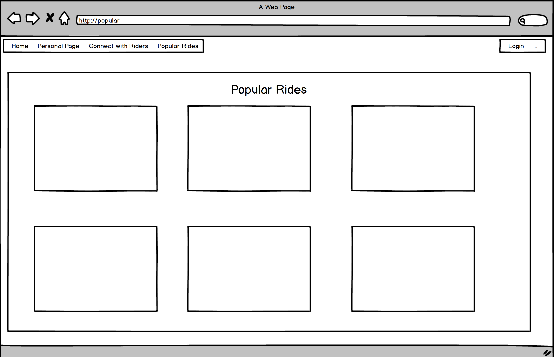 A Web Page
http://popular
Home Personal Page Connect with Riders Popular Rides
Login
Popular Rides